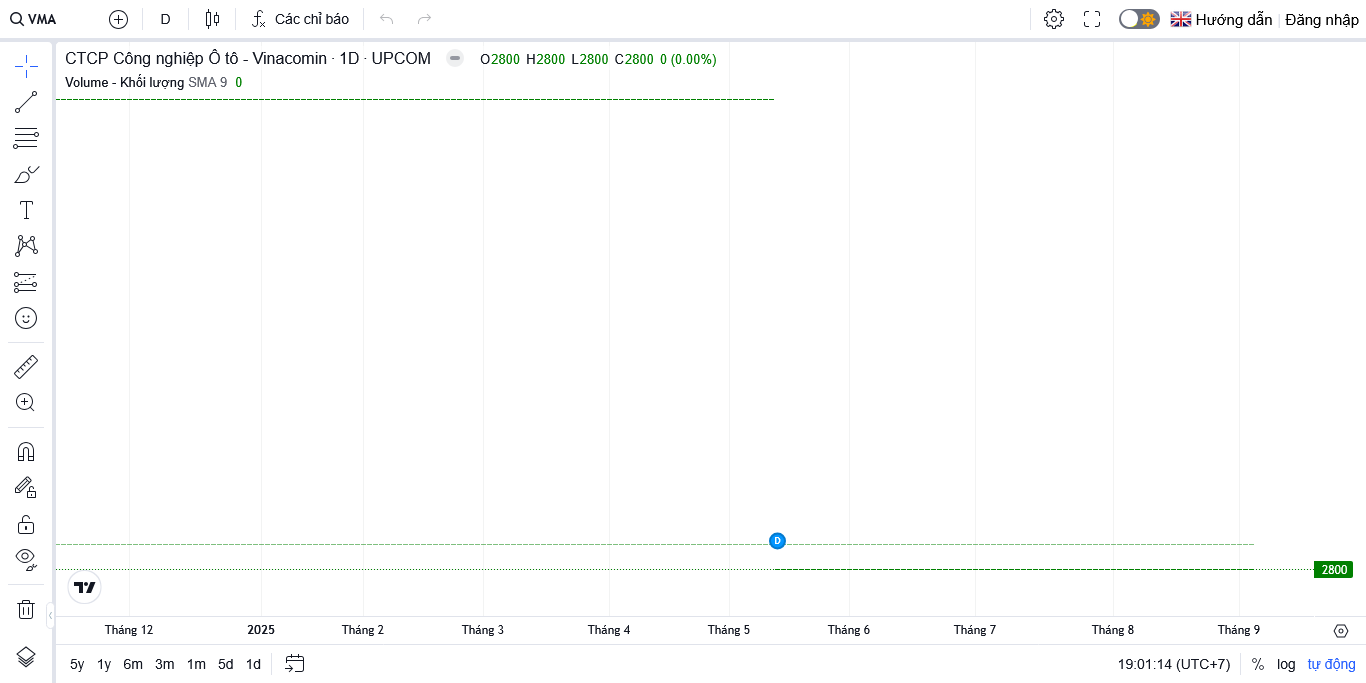 VMA D Các chỉ báo Hướng dẫn Đăng nhập
CTCP Công nghiệp Ô tô - Vinacomin · 1D · UPCOM O2800 H2800 L2800 C2800 0 (0.00%)
Volume - Khối lượng SMA 9 0
D
2800
Tháng 12 2025 Tháng 2 Tháng 3 Tháng 4 Tháng 5 Tháng 6 Tháng 7 Tháng 8 Tháng 9
5y 1y 6m 3m 1m 5d 1d 19:01:14 (UTC+7) % log tự động